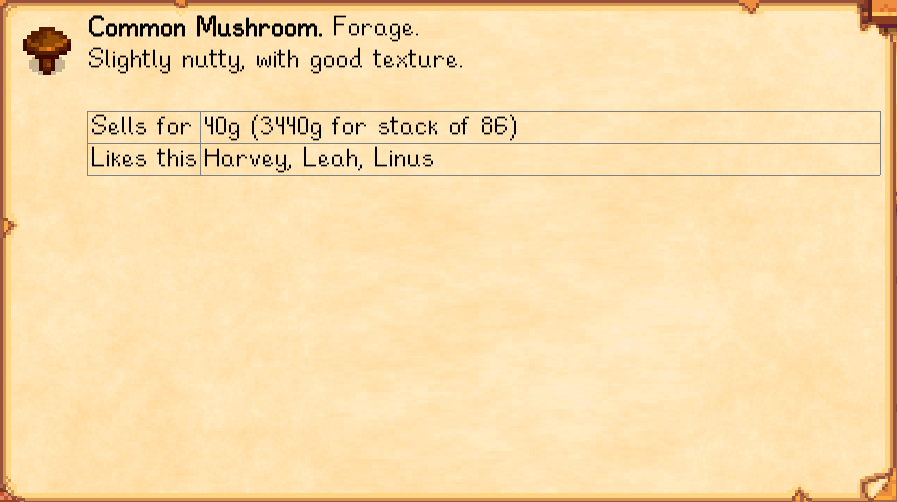 Common Mushroom. Forage.
Slightly nutty, with good texture.
Sells for 40g (3440g for stack of 86)
Likes this Harvey, Leah, Linus